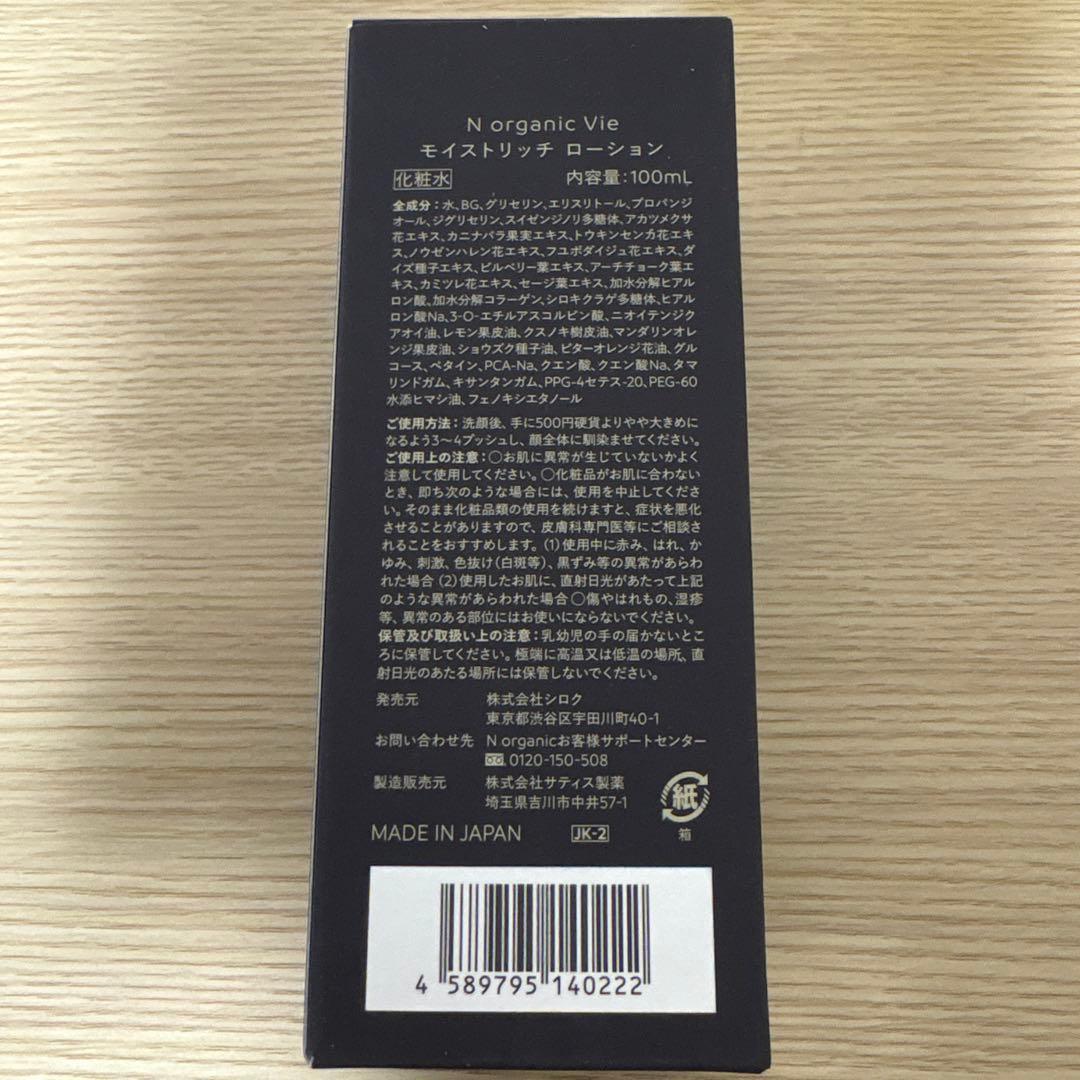 N organic Vie
モイストリッチ ローション
化粧水 内容量：100mL
全成分：水、BG、グリセリン、エリスリトール、プロパンジ
オール、ジグリセリン、スイゼンジノリ多糖体、アカツメクサ
花エキス、カニナバラ果実エキス、トウキンセンカ花エキ
ス、ノウゼンハレン花エキス、フユボダイジュ花エキス、ダ
イズ種子エキス、ビルベリー葉エキス、アーチチョーク葉エ
キス、カミツレ花エキス、セージ葉エキス、加水分解ヒアル
ロン酸、加水分解コラーゲン、シロキクラゲ多糖体、ヒアル
ロン酸Na、3-O-エチルアスコルビン酸、ニオイテンジク
アオイ油、レモン果皮油、クスノキ樹皮油、マンダリンオレ
ンジ果皮油、ショウズク種子油、ビターオレンジ花油、グル
コース、ベタイン、PCA-Na、クエン酸、クエン酸Na、タマ
リンドガム、キサンタンガム、PPG-4セテス-20、PEG-60
水添ヒマシ油、フェノキシエタノール
ご使用方法：洗顔後、手に500円硬貨よりやや大きめに
なるよう3～4プッシュし、顔全体に馴染ませてください。
ご使用上の注意：○お肌に異常が生じていないかよく
注意して使用してください。○化粧品がお肌に合わない
とき、即ち次のような場合には、使用を中止してくださ
い。そのまま化粧品類の使用を続けますと、症状を悪化
させることがありますので、皮膚科専門医等にご相談さ
れることをおすすめします。（1）使用中に赤み、はれ、か
ゆみ、刺激、色抜け（白斑等）、黒ずみ等の異常があらわ
れた場合（2）使用したお肌に、直射日光があたって上記
のような異常があらわれた場合○傷やはれもの、湿疹
等、異常のある部位にはお使いにならないでください。
保管及び取扱い上の注意：乳幼児の手の届かないとこ
ろに保管してください。極端に高温又は低温の場所、直
射日光のあたる場所には保管しないでください。
発売元 株式会社シロク
東京都渋谷区宇田川町40-1
お問い合わせ先 N organicお客様サポートセンター
0120-150-508
製造販売元 株式会社サティス製薬
埼玉県吉川市中井57-1
紙
箱
MADE IN JAPAN JK-2
4 589795 140222